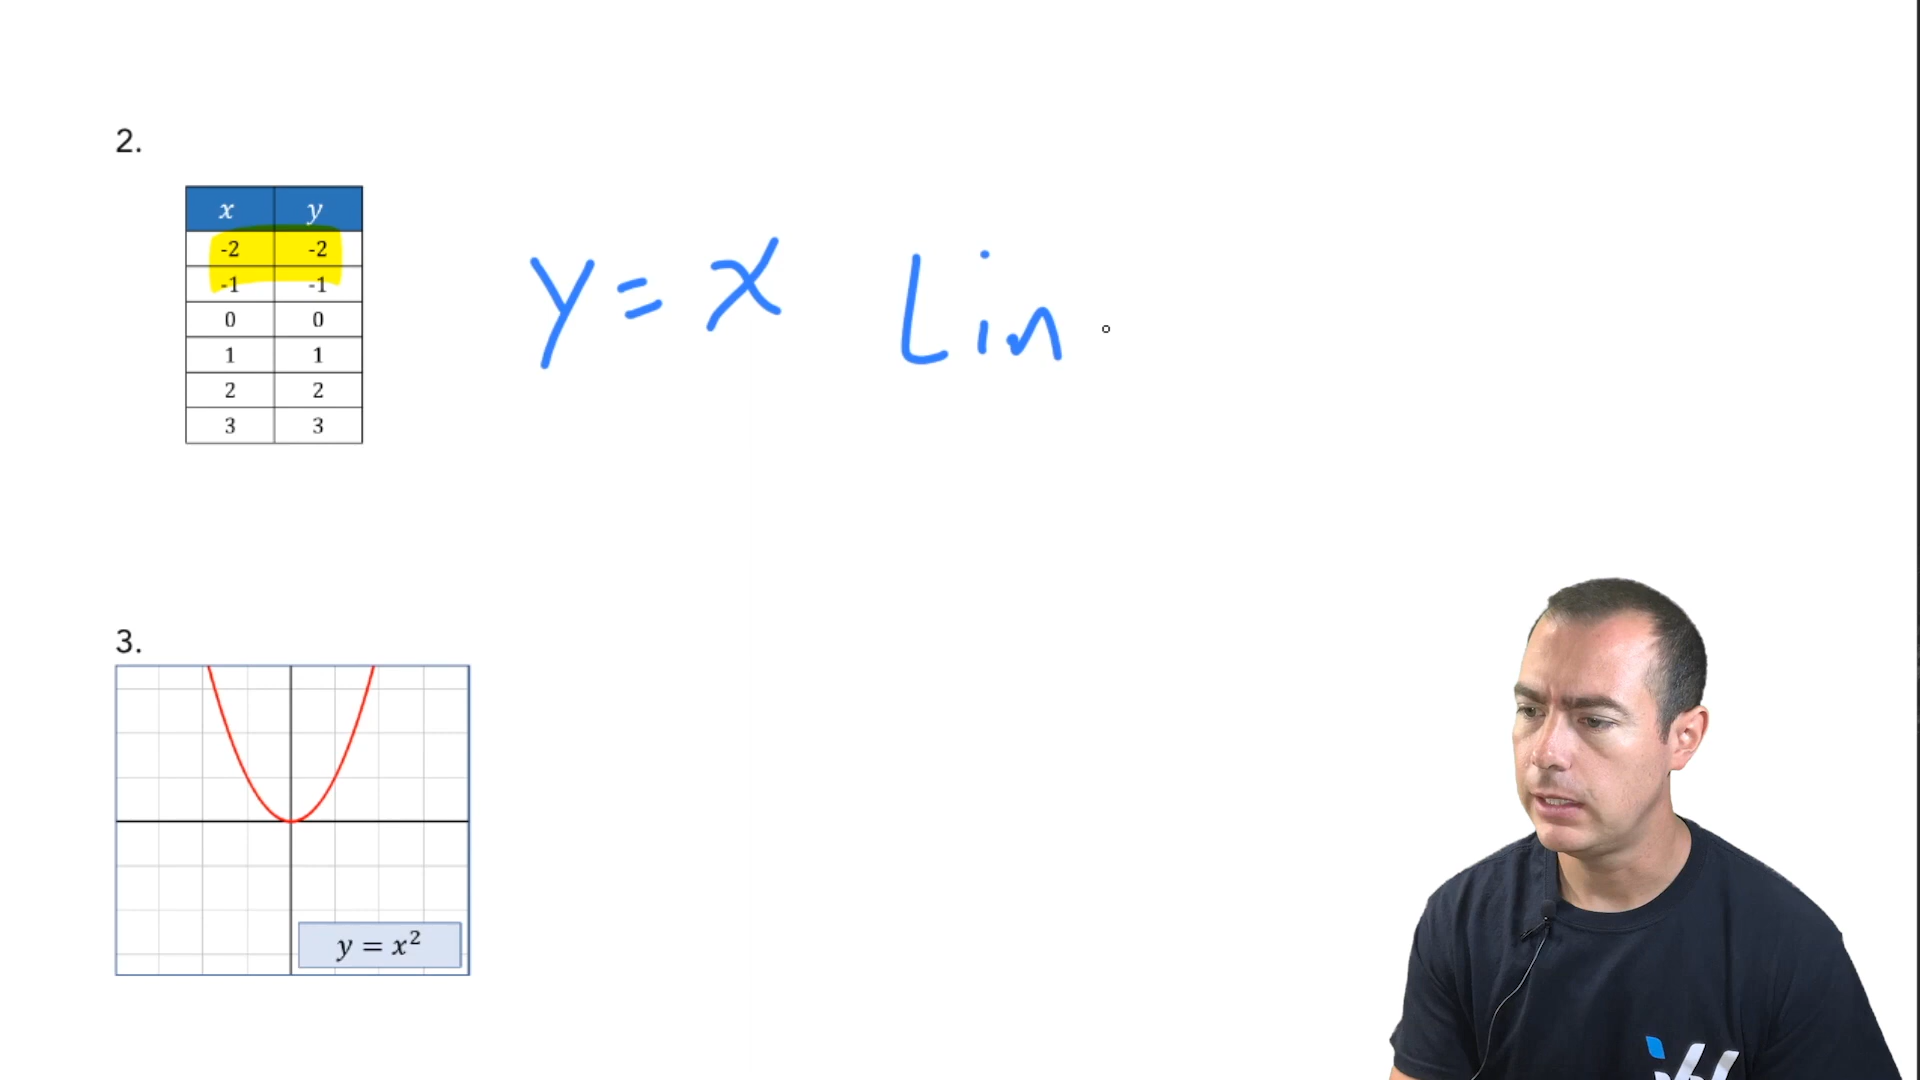 2.
x y
-2 -2
-1 -1
0 0
1 1
2 2
3 3
y = x Lin
3.
y = x²